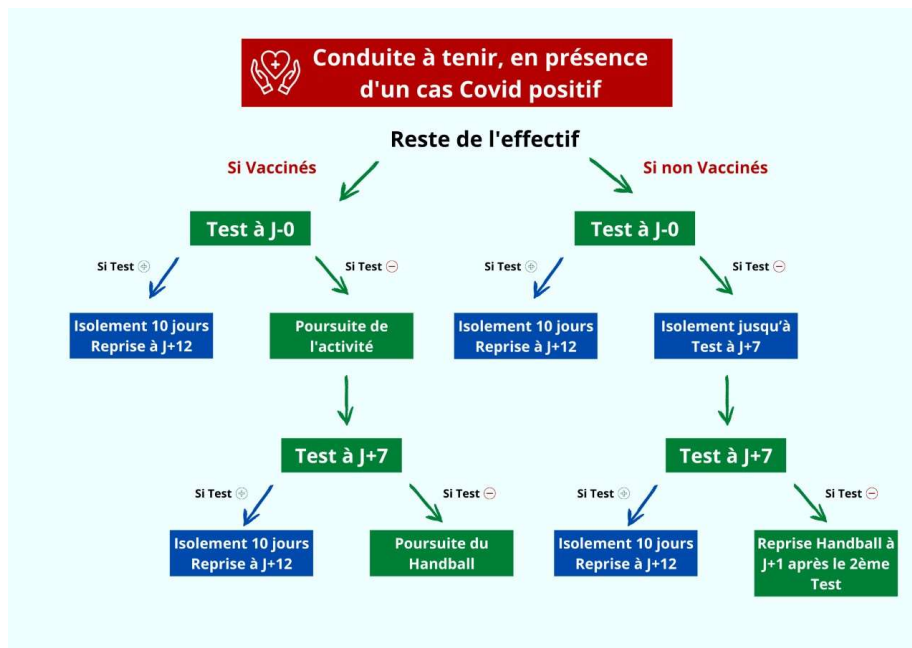 Conduite à tenir, en présence
d'un cas Covid positif
Reste de l'effectif
Si Vaccinés
Si non Vaccinés
Test à J-0
Test à J-0
Si Test +
Si Test −
Si Test +
Si Test −
Isolement 10 jours
Reprise à J+12
Poursuite de
l'activité
Isolement 10 jours
Reprise à J+12
Isolement jusqu'à
Test à J+7
Test à J+7
Test à J+7
Si Test +
Si Test −
Si Test +
Si Test −
Isolement 10 jours
Reprise à J+12
Poursuite du
Handball
Isolement 10 jours
Reprise à J+12
Reprise Handball à
J+1 après le 2ème
Test